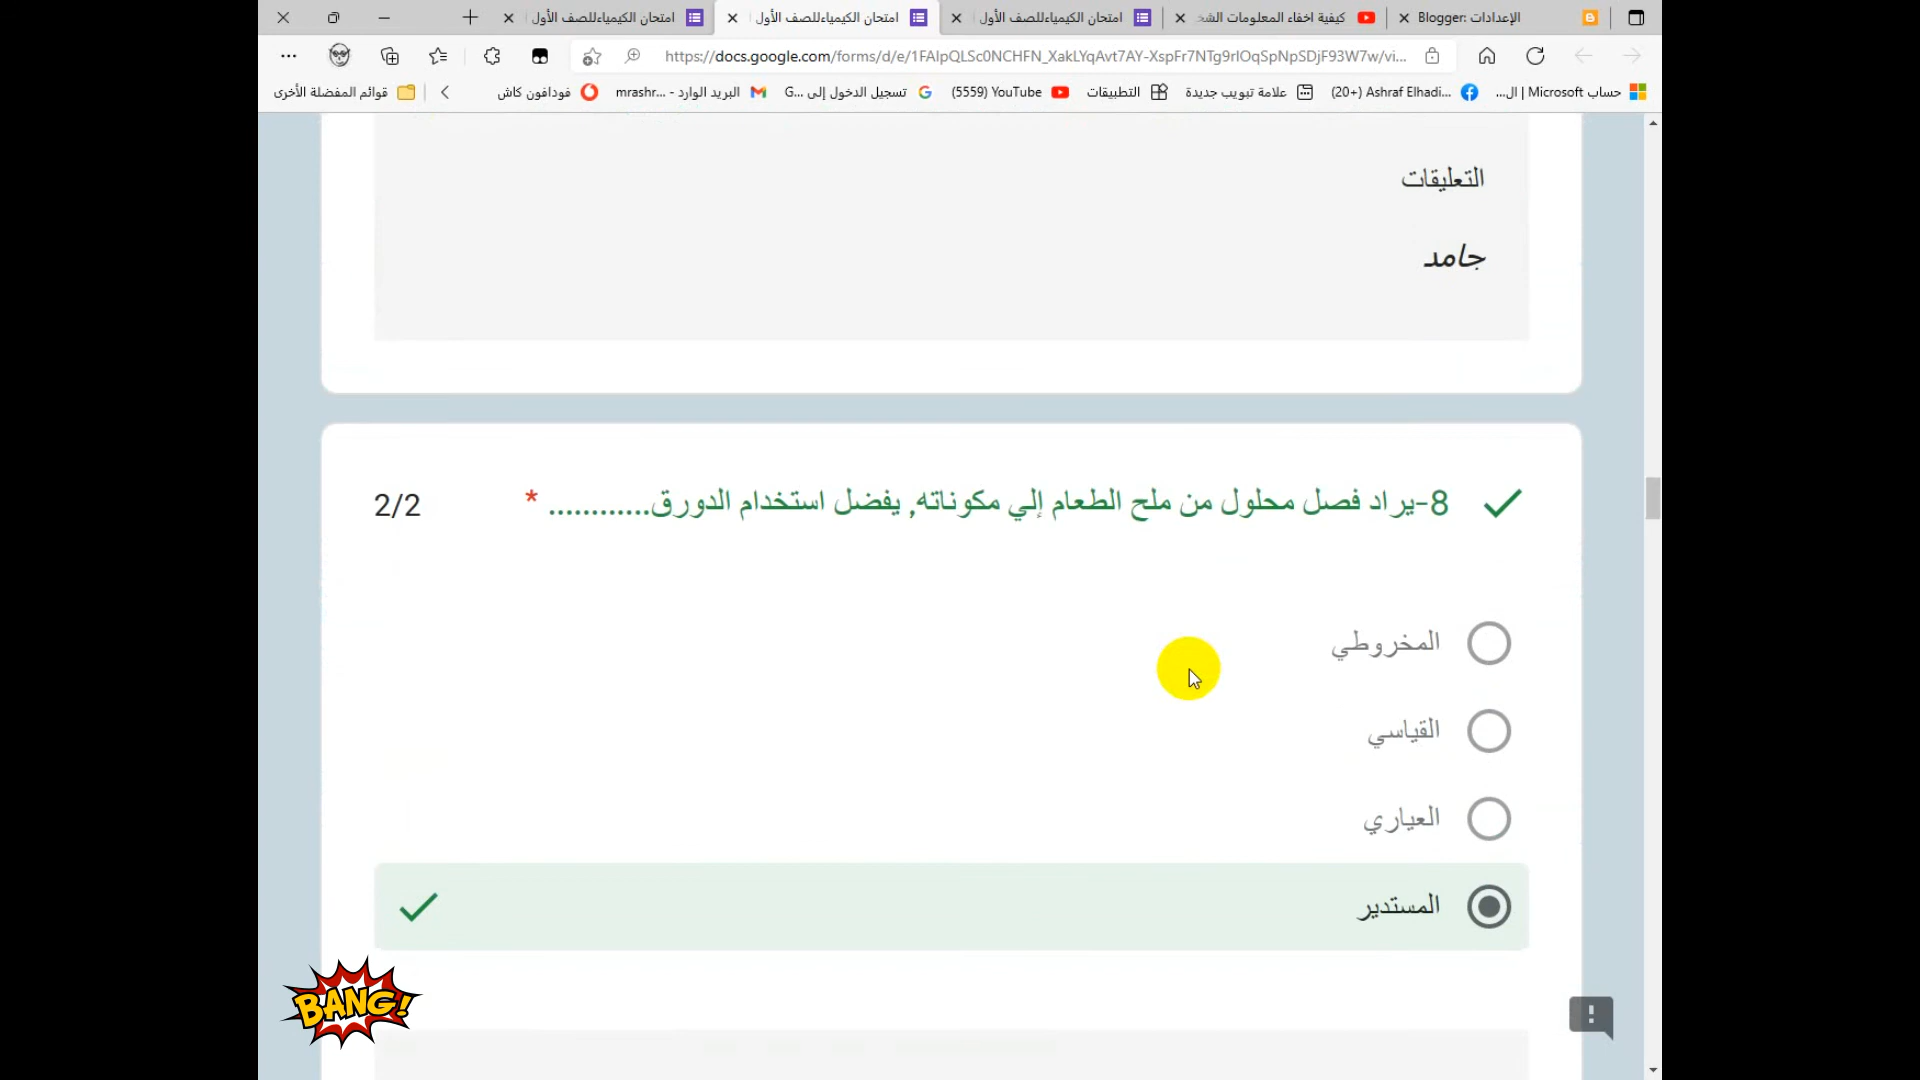 امتحان الكيمياءللصف الأول
امتحان الكيمياءللصف الأول
امتحان الكيمياءللصف الأول
كيفية اخفاء المعلومات الشخ
الإعدادات :Blogger
https://docs.google.com/forms/d/e/1FAIpQLSc0NCHFN_XakLYqAvt7AY-XspFr7NTg9rlOqSpNpSDjF93W7w/vi...
حساب Microsoft | ال...
(20+) Ashraf Elhadi...
علامة تبويب جديدة
التطبيقات
(5559) YouTube
تسجيل الدخول إلى G...
البريد الوارد - mrashr...
فودافون كاش
قوائم المفضلة الأخرى
التعليقات
جامد
8-يراد فصل محلول من ملح الطعام إلي مكوناته, يفضل استخدام الدورق............ *
2/2
المخروطي
القياسي
العياري
المستدير
BANG!